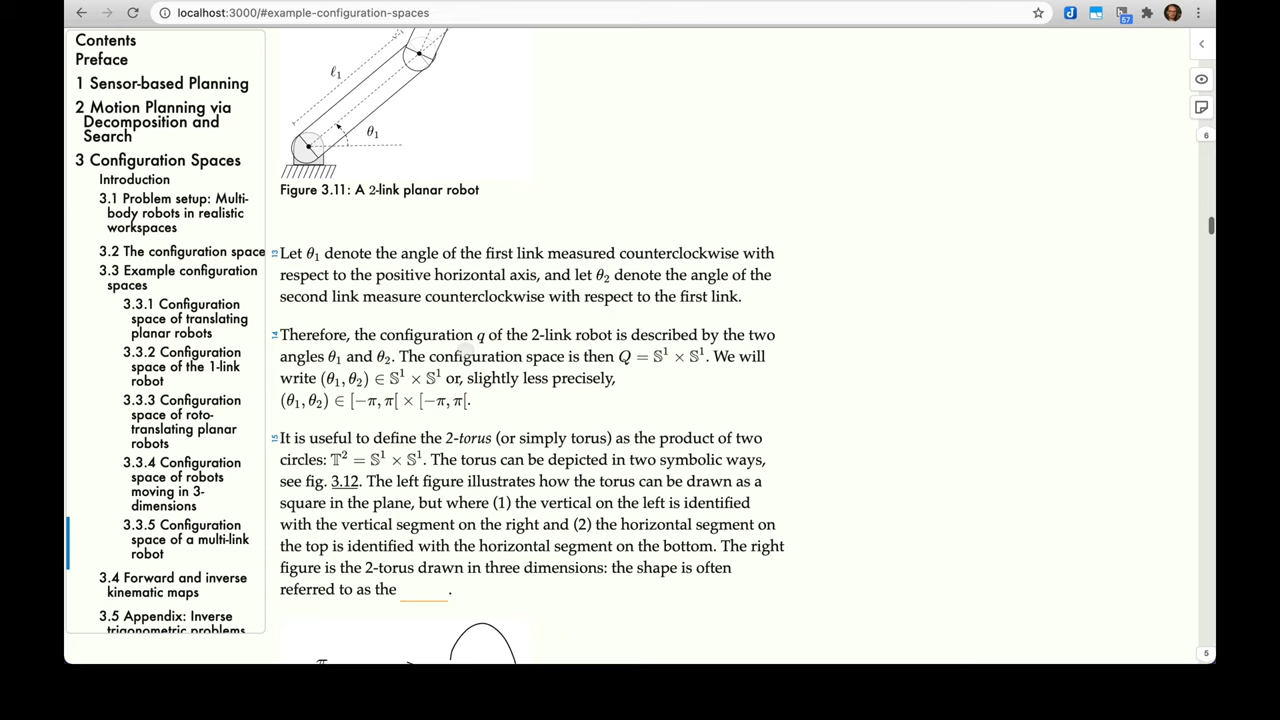 localhost:3000/#example-configuration-spaces
57
Contents
Preface
1 Sensor-based Planning
2 Motion Planning via
Decomposition and
Search
3 Configuration Spaces
Introduction
3.1 Problem setup: Multi-
body robots in realistic
workspaces
3.2 The configuration space
3.3 Example configuration
spaces
3.3.1 Configuration
space of translating
planar robots
3.3.2 Configuration
space of the 1-link
robot
3.3.3 Configuration
space of roto-
translating planar
robots
3.3.4 Configuration
space of robots
moving in 3-
dimensions
3.3.5 Configuration
space of a multi-link
robot
3.4 Forward and inverse
kinematic maps
3.5 Appendix: Inverse
trigonometric problems
ℓ₁
θ₁
Figure 3.11: A 2-link planar robot
13 Let θ₁ denote the angle of the first link measured counterclockwise with
respect to the positive horizontal axis, and let θ₂ denote the angle of the
second link measure counterclockwise with respect to the first link.
14 Therefore, the configuration q of the 2-link robot is described by the two
angles θ₁ and θ₂. The configuration space is then Q = 𝕊¹ × 𝕊¹. We will
write (θ₁, θ₂) ∈ 𝕊¹ × 𝕊¹ or, slightly less precisely,
(θ₁, θ₂) ∈ [−π, π[ × [−π, π[.
15 It is useful to define the 2-torus (or simply torus) as the product of two
circles: 𝕋² = 𝕊¹ × 𝕊¹. The torus can be depicted in two symbolic ways,
see fig. 3.12. The left figure illustrates how the torus can be drawn as a
square in the plane, but where (1) the vertical on the left is identified
with the vertical segment on the right and (2) the horizontal segment on
the top is identified with the horizontal segment on the bottom. The right
figure is the 2-torus drawn in three dimensions: the shape is often
referred to as the ______.
π
6
5